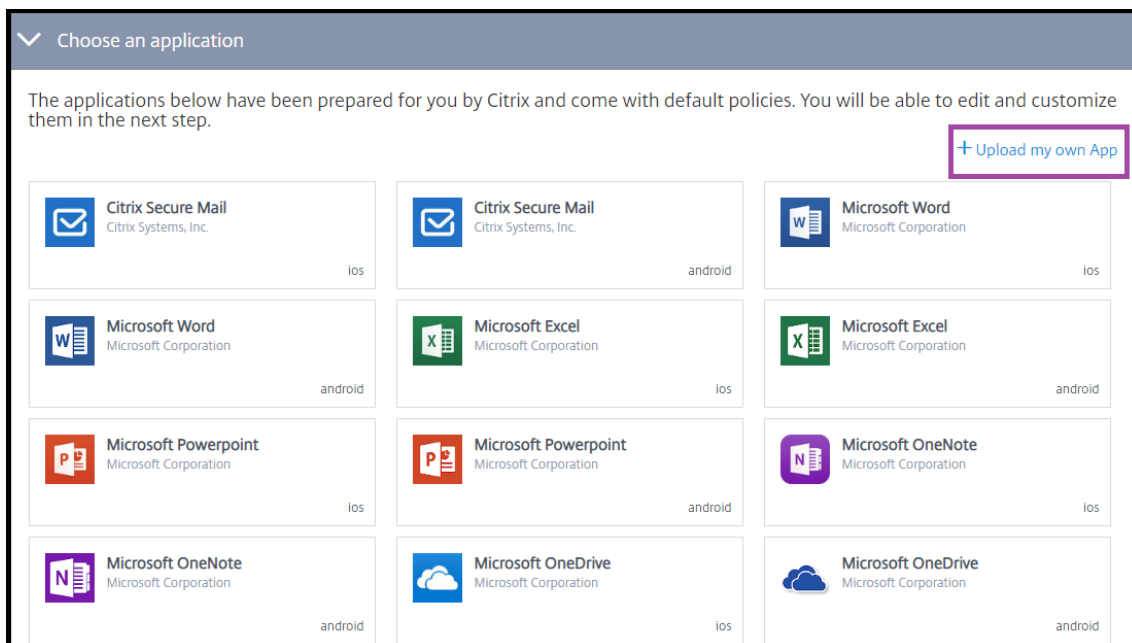 Choose an application
The applications below have been prepared for you by Citrix and come with default policies. You will be able to edit and customize
them in the next step.
+ Upload my own App
Citrix Secure Mail
Citrix Systems, Inc.
ios
Citrix Secure Mail
Citrix Systems, Inc.
android
Microsoft Word
Microsoft Corporation
ios
Microsoft Word
Microsoft Corporation
android
Microsoft Excel
Microsoft Corporation
ios
Microsoft Excel
Microsoft Corporation
android
Microsoft Powerpoint
Microsoft Corporation
ios
Microsoft Powerpoint
Microsoft Corporation
android
Microsoft OneNote
Microsoft Corporation
ios
Microsoft OneNote
Microsoft Corporation
android
Microsoft OneDrive
Microsoft Corporation
ios
Microsoft OneDrive
Microsoft Corporation
android